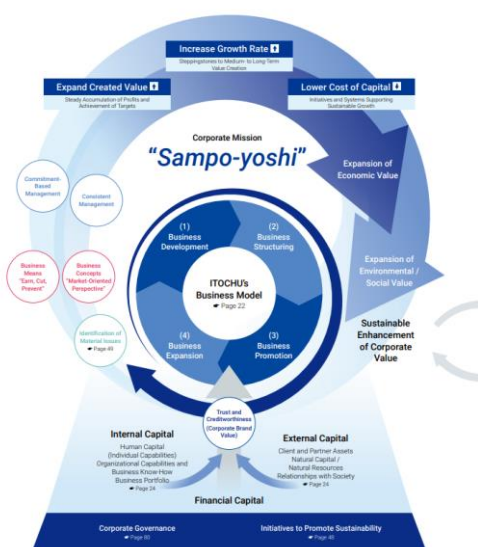 Increase Growth Rate
Steppingstones to Medium- to Long-Term
Value Creation
Expand Created Value
Steady Accumulation of Profits and
Achievement of Targets
Lower Cost of Capital
Initiatives and Systems Supporting
Sustainable Growth
Corporate Mission
"Sampo-yoshi"
Expansion of
Economic Value
Commitment-
Based
Management
Consistent
Management
(1)
Business
Development
(2)
Business
Structuring
Business
Means
"Earn, Cut,
Prevent"
Business
Concepts
"Market-Oriented
Perspective"
ITOCHU's
Business Model
Page 22
Expansion of
Environmental /
Social Value
Identification of
Material Issues
Page 49
(4)
Business
Expansion
(3)
Business
Promotion
Sustainable
Enhancement
of Corporate
Value
Trust and
Creditworthiness
(Corporate Brand
Value)
Internal Capital
Human Capital
(Individual Capabilities)
Organizational Capabilities and
Business Know-How
Business Portfolio
Page 24
External Capital
Client and Partner Assets
Natural Capital /
Natural Resources
Relationships with Society
Page 24
Financial Capital
Corporate Governance
Page 80
Initiatives to Promote Sustainability
Page 48